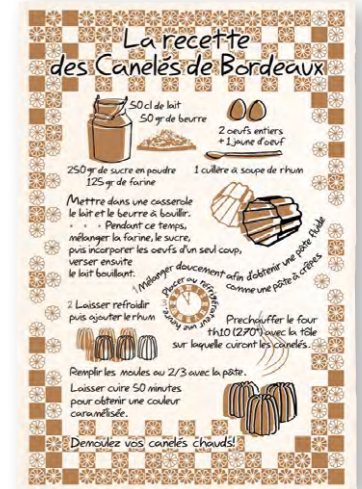 La recette
des Canelés de Bordeaux
50 cl de lait
50 gr de beurre
2 oeufs entiers
+ 1 jaune d'oeuf
250 gr de sucre en poudre
125 gr de farine
1 cuillère à soupe de rhum
Mettre dans une casserole
le lait et le beurre à bouillir.
Pendant ce temps,
mélanger la farine, le sucre,
puis incorporer les oeufs d'un seul coup,
verser ensuite
le lait bouillant.
1 Mélanger doucement afin d'obtenir une pâte fluide
comme une pâte à crêpes.
2 Laisser refroidir
puis ajouter le rhum
Placer au réfrigérateur une heure
Prechauffer le four
th10 (270°) avec la tôle
sur laquelle cuiront les canelés.
Remplir les moules au 2/3 avec la pâte.
Laisser cuire 50 minutes
pour obtenir une couleur
caramélisée.
Demoulez vos canelés chauds!